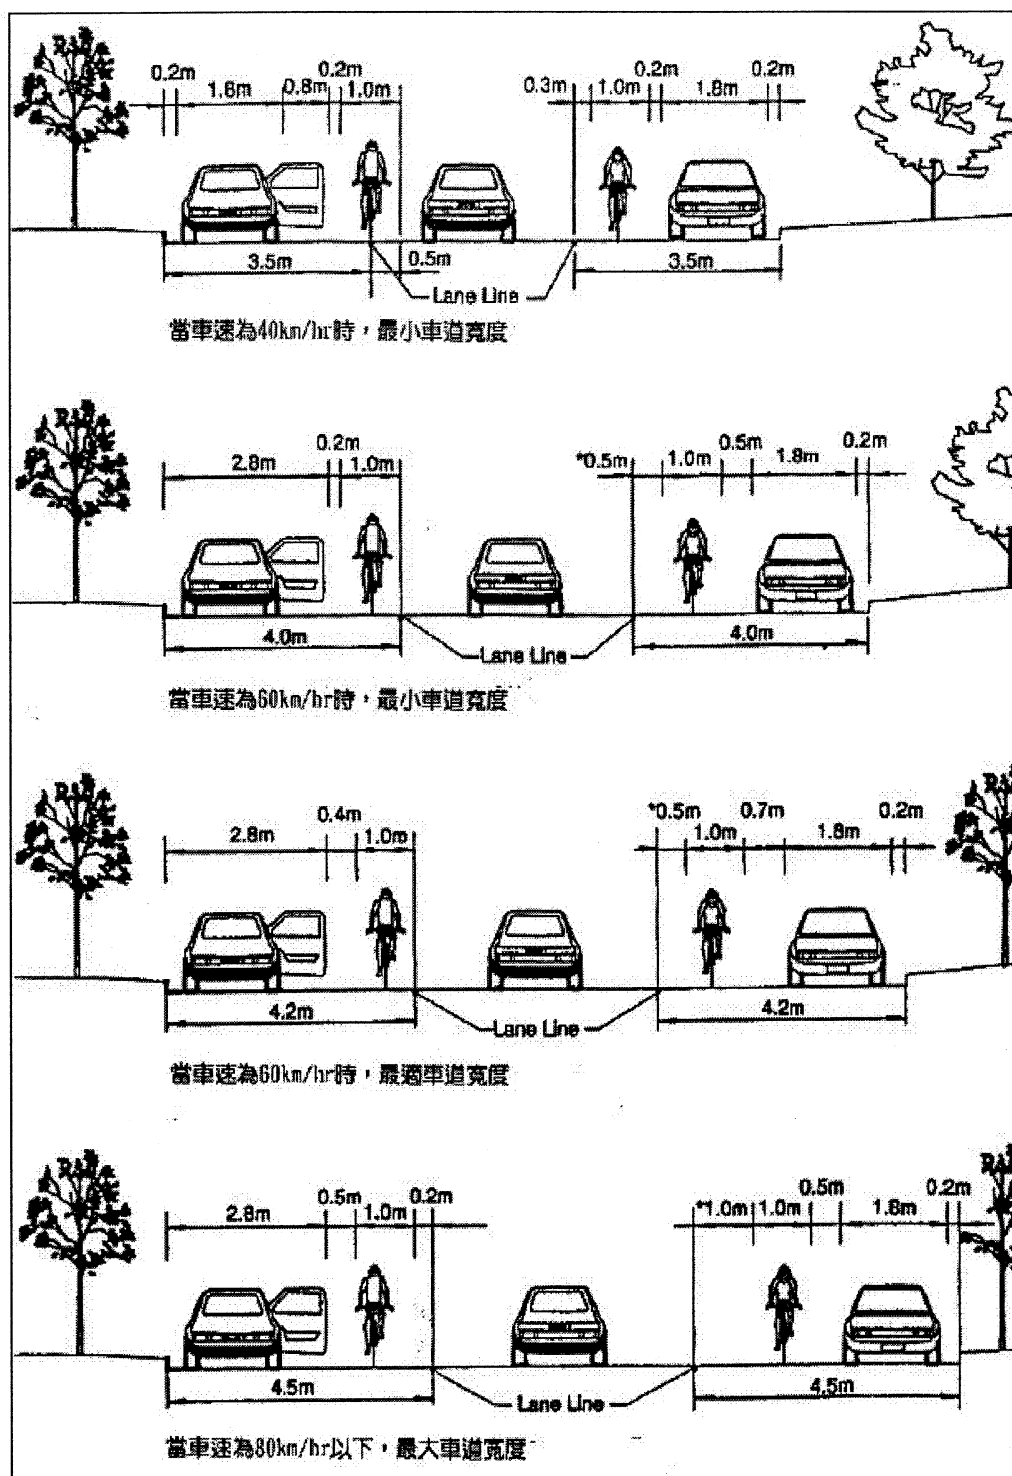 0.2m 0.2m 0.2m 0.2m
1.8m 0.8m 1.0m 0.3m 1.0m 1.8m
3.5m 0.5m 3.5m
Lane Line
當車速為40km/hr時，最小車道寬度
0.2m 0.5m 0.2m
2.8m 1.0m *0.5m 1.0m 1.8m
4.0m 4.0m
Lane Line
當車速為60km/hr時，最小車道寬度
0.4m *0.5m 0.7m 0.2m
2.8m 1.0m 1.0m 1.8m
4.2m 4.2m
Lane Line
當車速為60km/hr時，最適車道寬度
0.5m 0.2m 0.5m 0.2m
2.8m 1.0m *1.0m 1.0m 1.8m
4.5m 4.5m
Lane Line
當車速為80km/hr以下，最大車道寬度